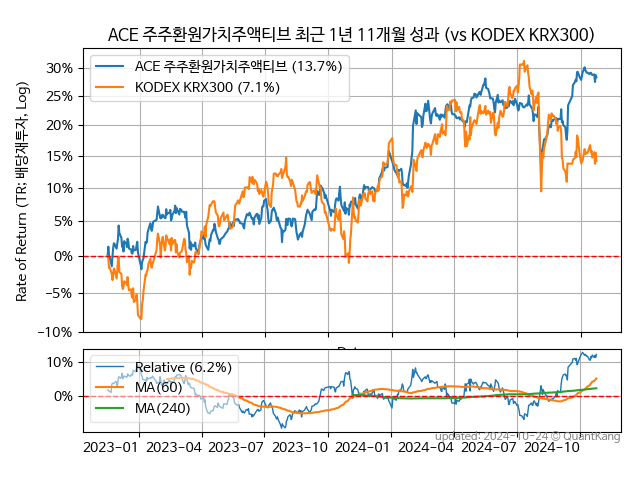 ACE 주주환원가치주액티브 최근 1년 11개월 성과 (vs KODEX KRX300)
Rate of Return (TR: 배당재투자, Log)
30%
25%
20%
15%
10%
5%
0%
−5%
−10%
ACE 주주환원가치주액티브 (13.7%)
KODEX KRX300 (7.1%)
10%
0%
Relative (6.2%)
MA(60)
MA(240)
2023−01
2023−04
2023−07
2023−10
2024−01
2024−04
2024−07
2024−10
updated: 2024-10-24 © QuantKang